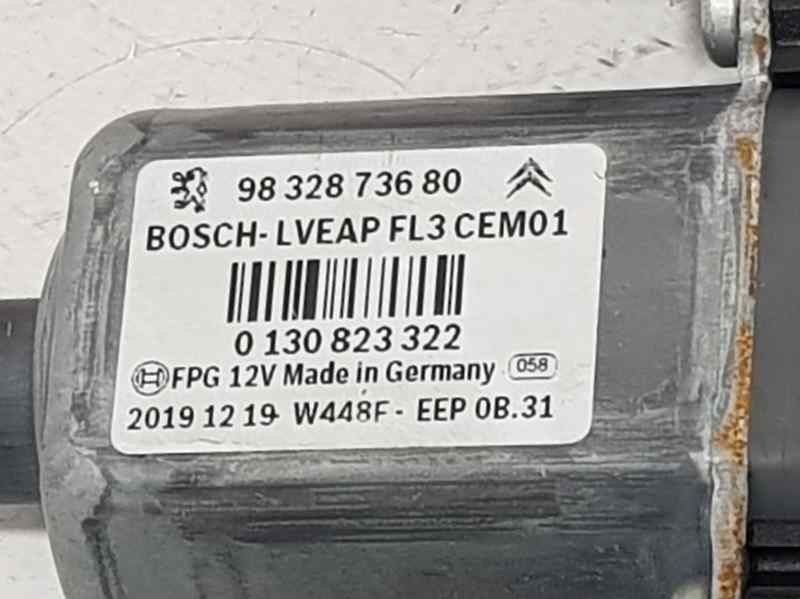 98 328 736 80
BOSCH- LVEAP FL3 CEM01
0 130 823 322
FPG 12V Made in Germany 058
2019 12 19- W448F - EEP 0B.31